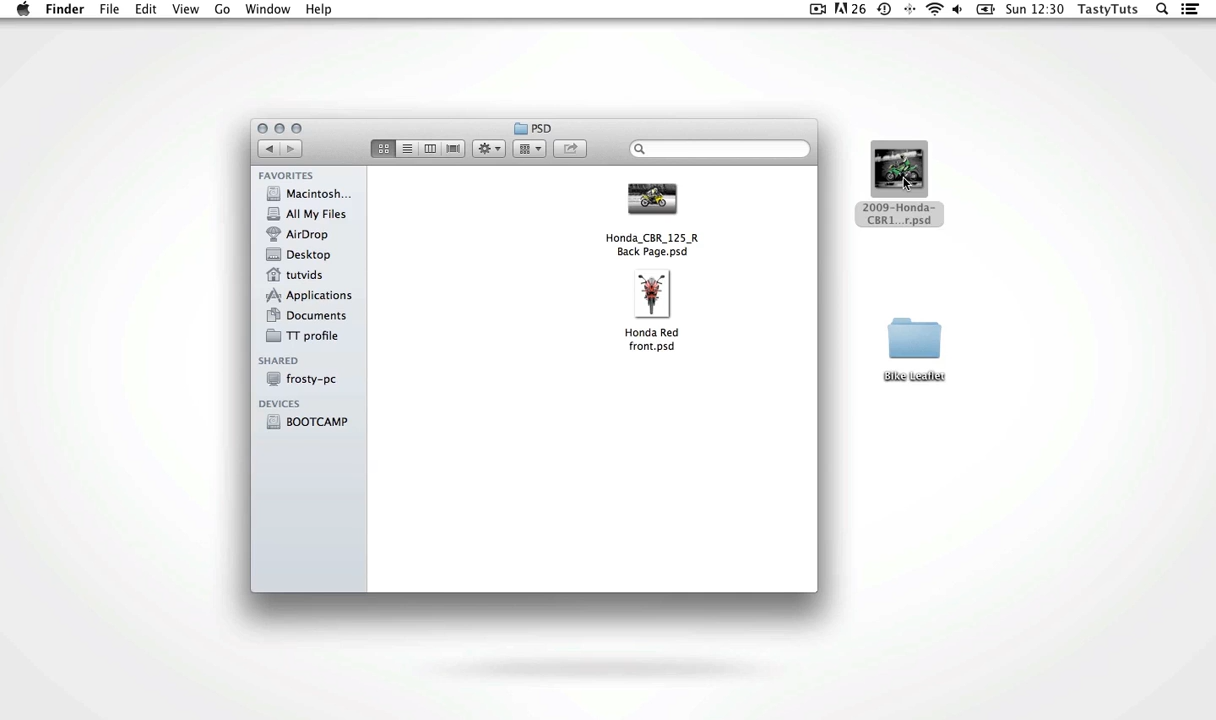 Finder File Edit View Go Window Help
26 Sun 12:30 TastyTuts
PSD
FAVORITES
Macintosh...
All My Files
AirDrop
Desktop
tutvids
Applications
Documents
TT profile
SHARED
frosty-pc
DEVICES
BOOTCAMP
Honda_CBR_125_R
Back Page.psd
Honda Red
front.psd
2009-Honda-
CBR1...r.psd
Bike Leaflet